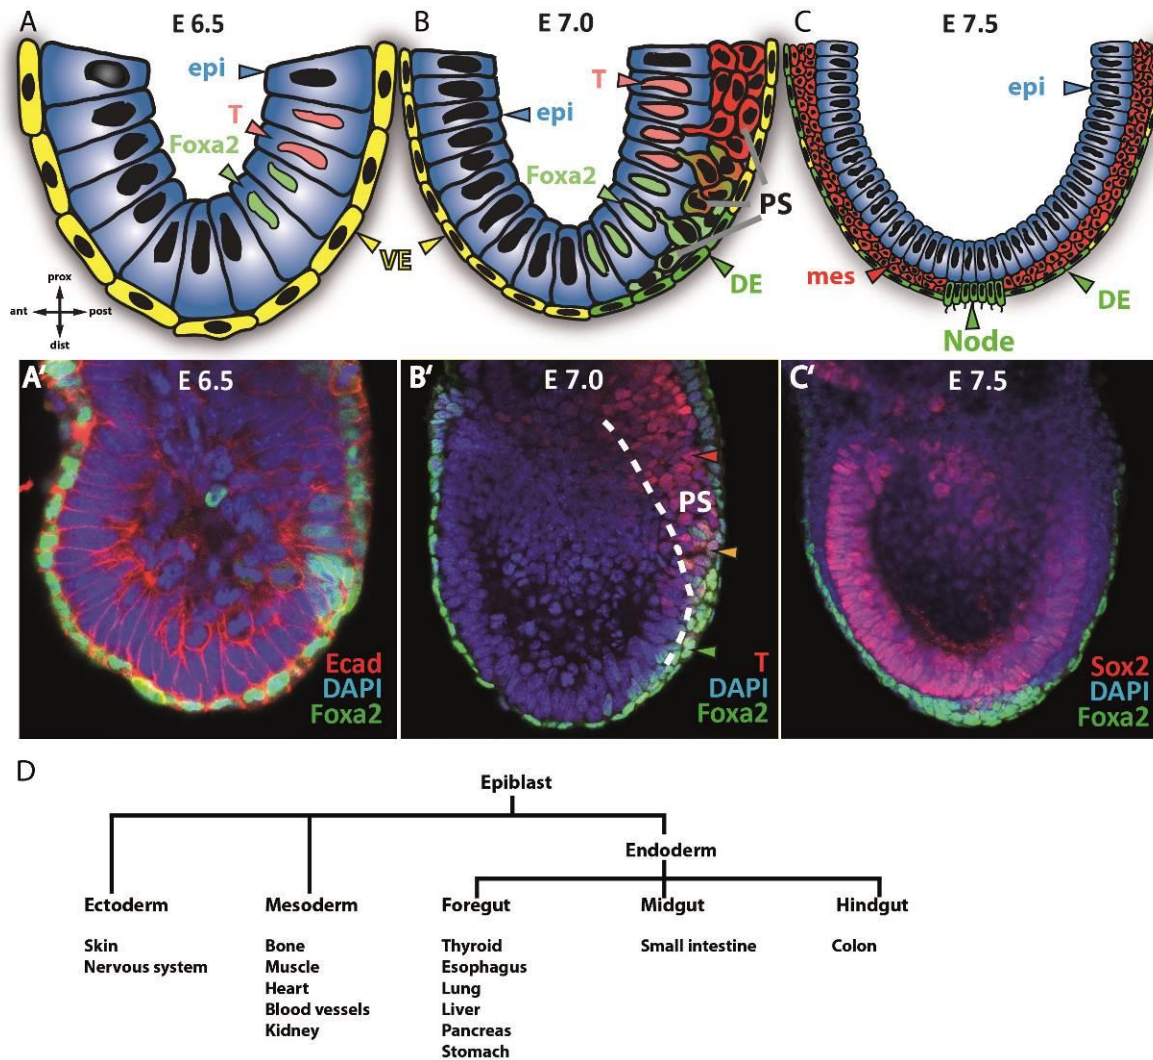 A
E 6.5
epi
T
Foxa2
VE
prox
ant
post
dist
B
E 7.0
T
epi
Foxa2
PS
DE
C
E 7.5
epi
mes
DE
Node
A'
E 6.5
Ecad
DAPI
Foxa2
B'
E 7.0
PS
T
DAPI
Foxa2
C'
E 7.5
Sox2
DAPI
Foxa2
D
Epiblast
Endoderm
Ectoderm
Mesoderm
Foregut
Midgut
Hindgut
Skin
Nervous system
Bone
Muscle
Heart
Blood vessels
Kidney
Thyroid
Esophagus
Lung
Liver
Pancreas
Stomach
Small intestine
Colon